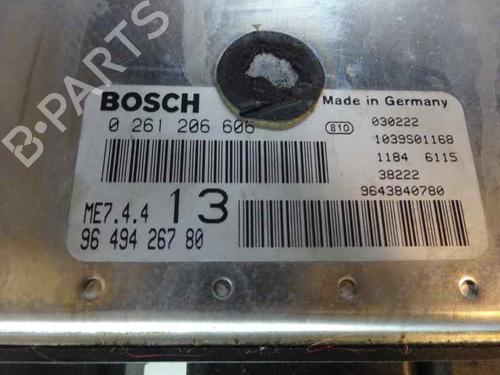 B-PARTS
BOSCH
Made in Germany
0 261 206 606
810
030222
1039S01168
1184 6115
38222
9643840780
ME7.4.4 13
96 494 267 80